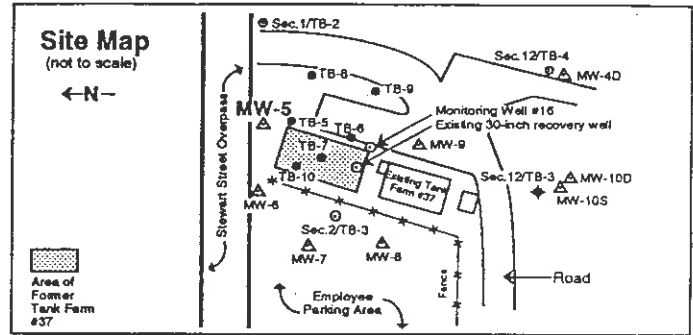 Site Map
(not to scale)
←N–
Stewart Street Overpass
Sec.1/TB-2
TB-8
TB-9
Sec.12/TB-4
MW-4D
MW-5
TB-5
TB-6
Monitoring Well #16
Existing 30-inch recovery well
TB-7
MW-9
TB-10
Existing Tank
Farm #37
Sec.12/TB-3
MW-10D
MW-10S
MW-6
Sec.2/TB-3
MW-7
MW-8
Fence
Road
Area of
Former
Tank Farm
#37
Employee
Parking Area